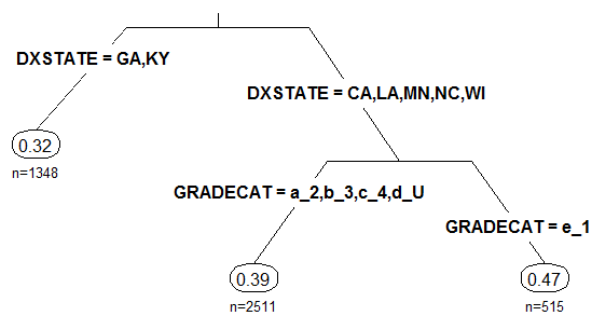 DXSTATE = GA,KY
DXSTATE = CA,LA,MN,NC,WI
0.32
n=1348
GRADECAT = a_2,b_3,c_4,d_U
GRADECAT = e_1
0.39
0.47
n=2511
n=515